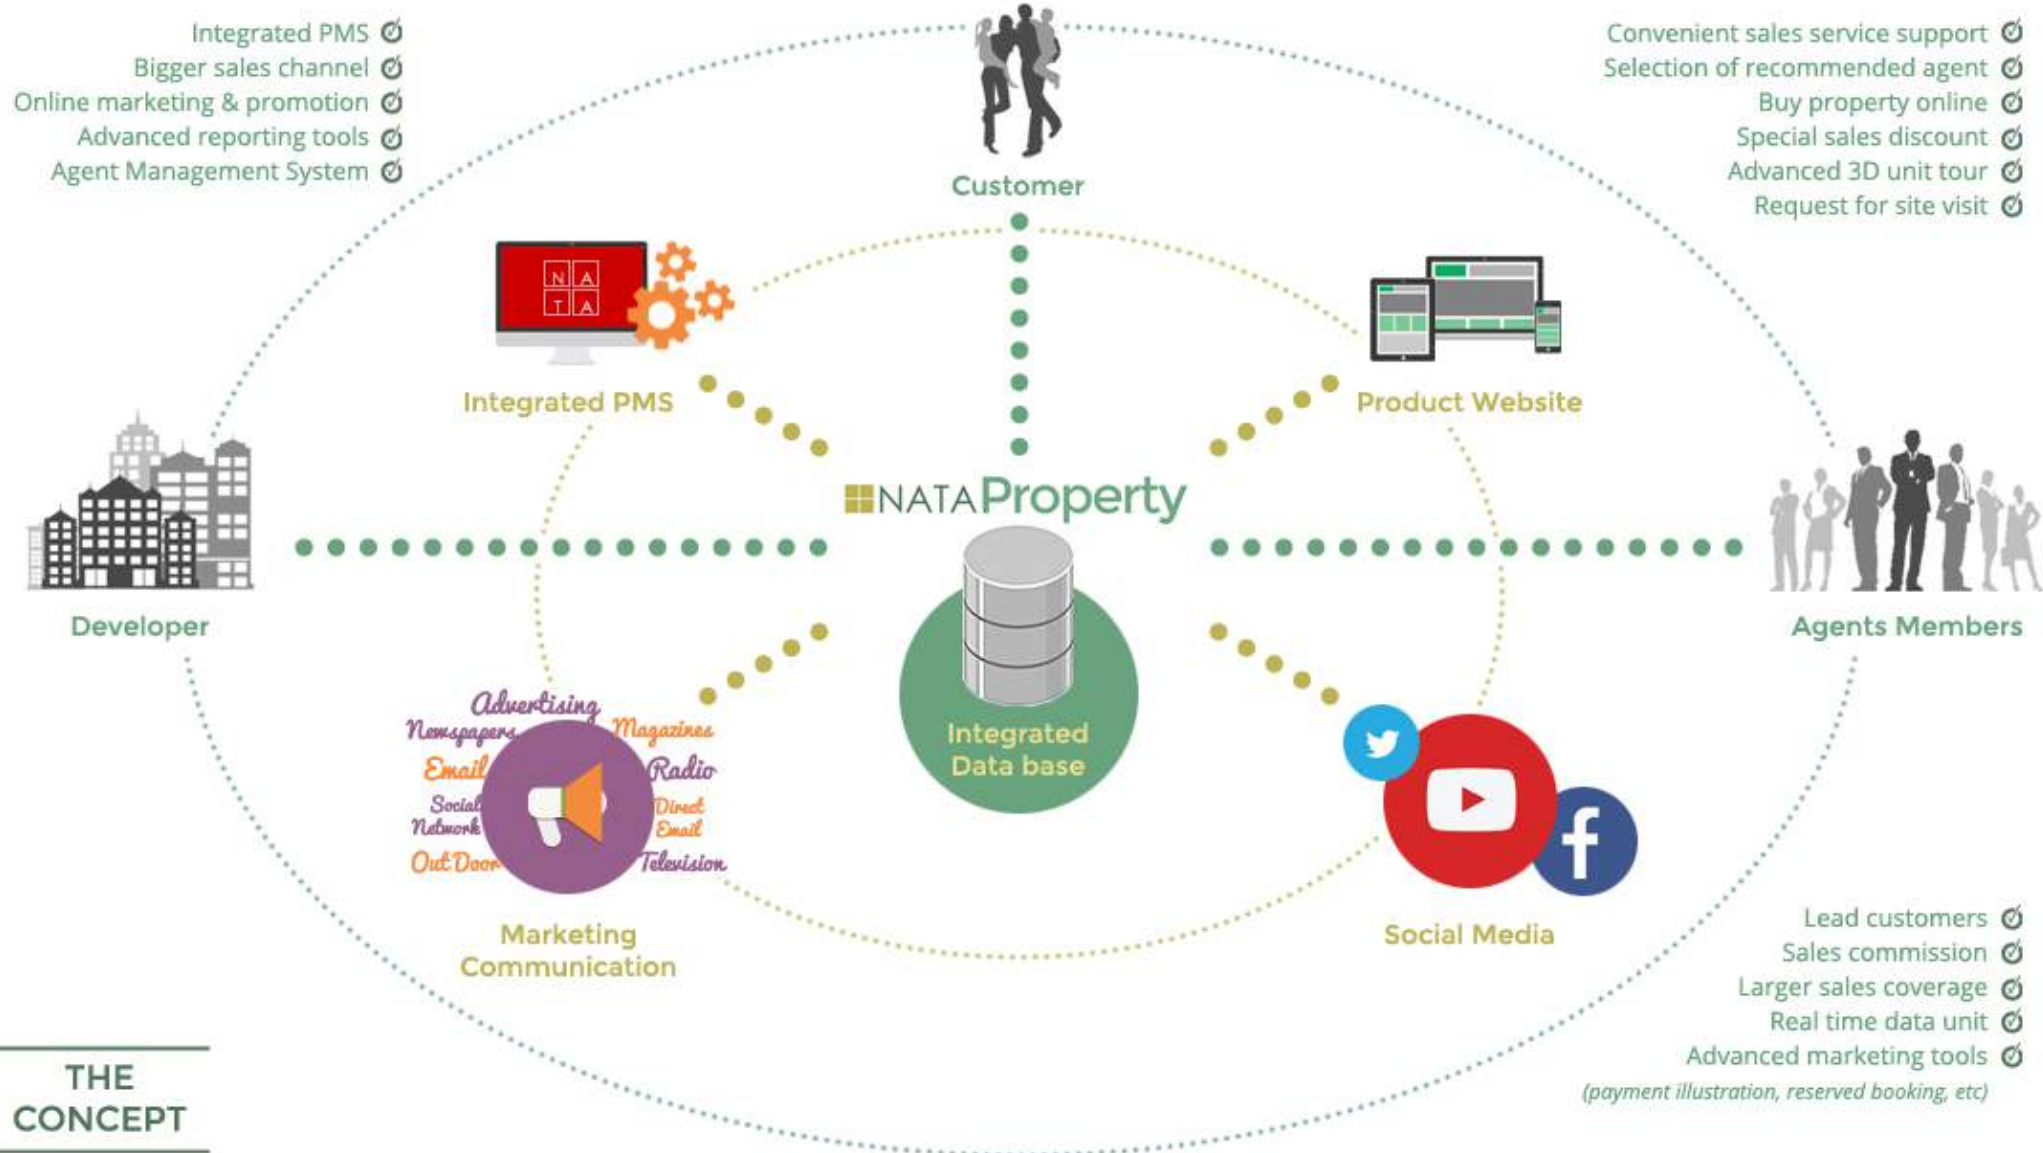 Integrated PMS
Bigger sales channel
Online marketing & promotion
Advanced reporting tools
Agent Management System
Customer
Convenient sales service support
Selection of recommended agent
Buy property online
Special sales discount
Advanced 3D unit tour
Request for site visit
N A
T A
Integrated PMS
Product Website
NATA Property
Developer
Agents Members
Integrated
Data base
Advertising
Newspapers
Magazines
Email
Radio
Social
Network
Direct
Email
Out Door
Television
f
Marketing
Communication
Social Media
Lead customers
Sales commission
Larger sales coverage
Real time data unit
Advanced marketing tools
(payment illustration, reserved booking, etc)
THE
CONCEPT